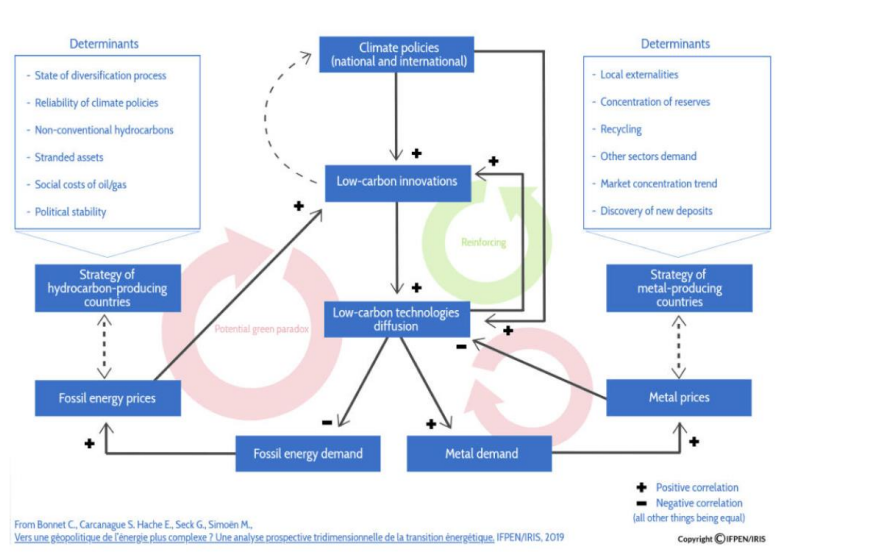 Determinants
- State of diversification process
- Reliability of climate policies
- Non-conventional hydrocarbons
- Stranded assets
- Social costs of oil/gas
- Political stability
Strategy of
hydrocarbon-producing
countries
Fossil energy prices
+
Fossil energy demand
Climate policies
(national and international)
+
+
Low-carbon innovations
+
Reinforcing
Potential green paradox
+
Low-carbon technologies
diffusion
+
-
-
+
Metal demand
Determinants
- Local externalities
- Concentration of reserves
- Recycling
- Other sectors demand
- Market concentration trend
- Discovery of new deposits
Strategy of
metal-producing
countries
Metal prices
+
+ Positive correlation
- Negative correlation
(all other things being equal)
From Bonnet C., Carcanague S. Hache E., Seck G., Simoën M.,
Vers une géopolitique de l'énergie plus complexe ? Une analyse prospective tridimensionnelle de la transition énergétique. IFPEN/IRIS, 2019
Copyright ©IFPEN/IRIS